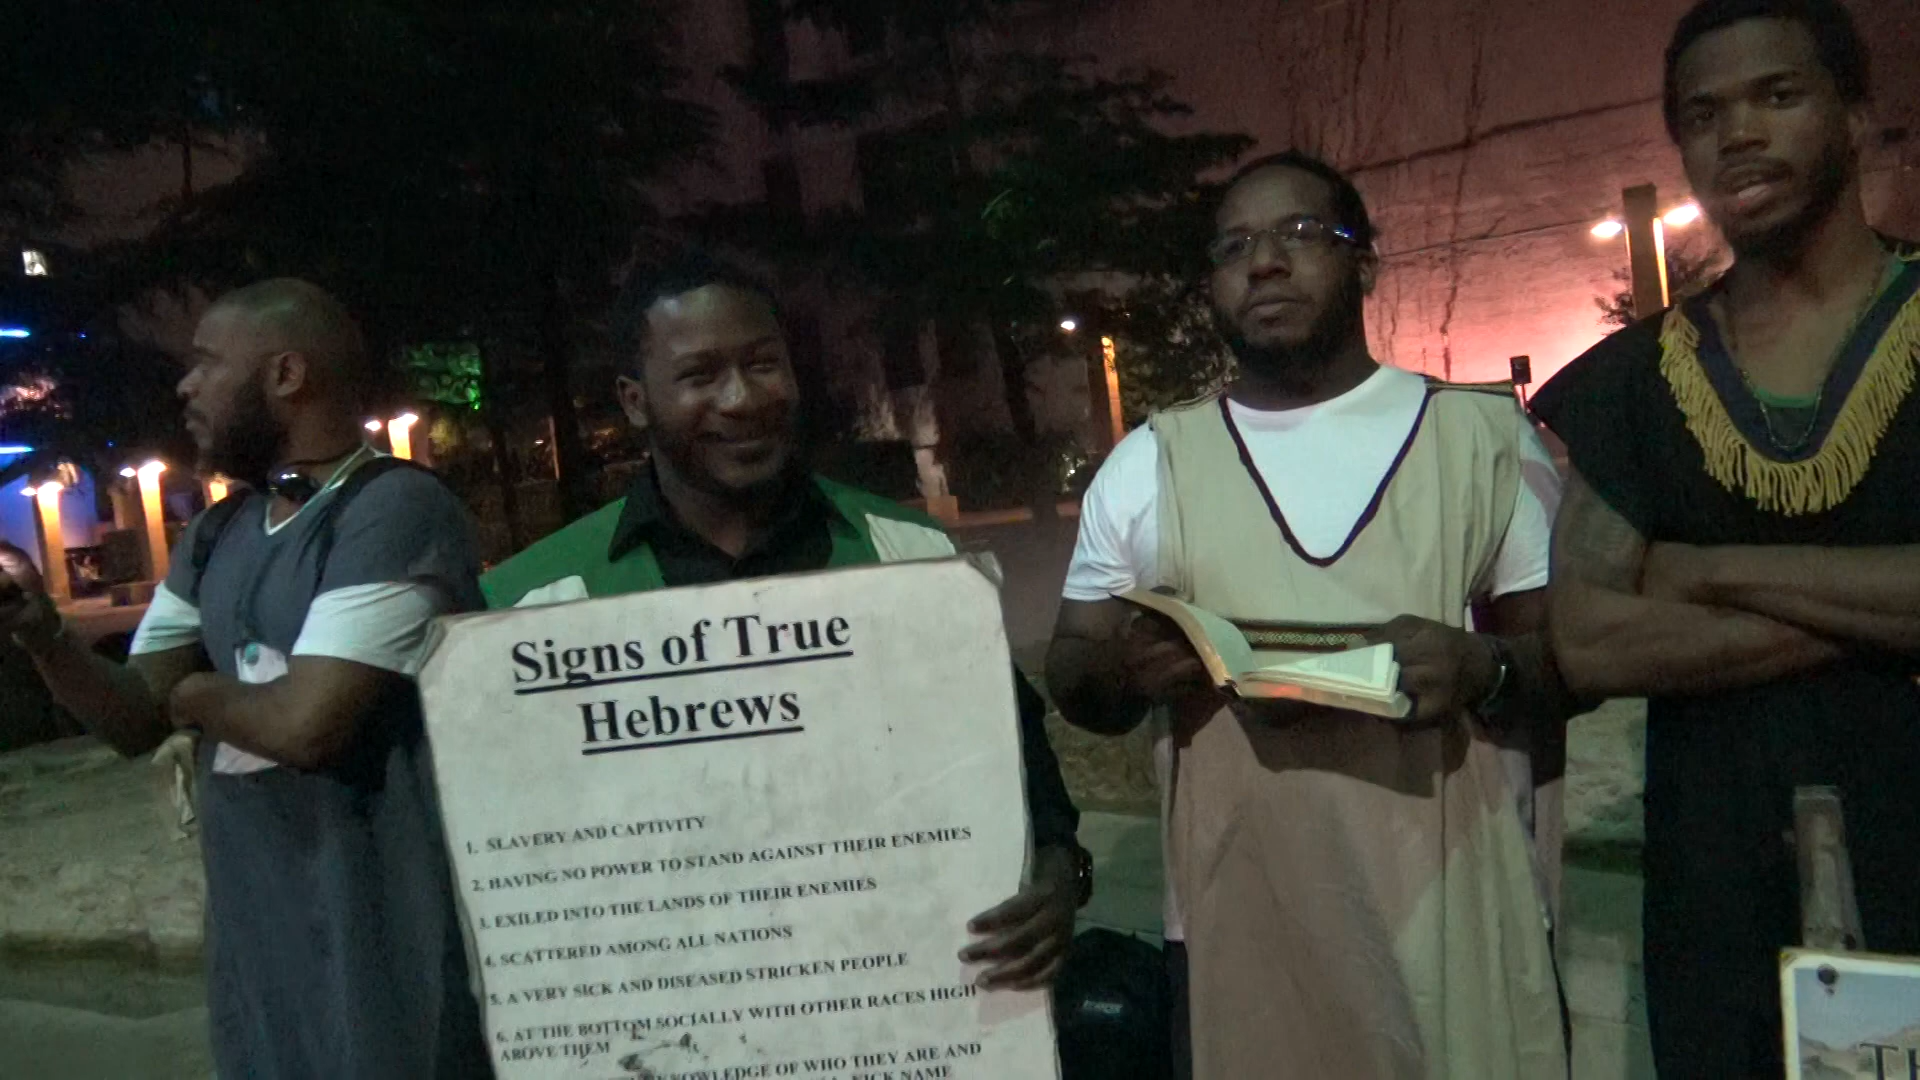 Signs of True
Hebrews
1. SLAVERY AND CAPTIVITY
2. HAVING NO POWER TO STAND AGAINST THEIR ENEMIES
3. EXILED INTO THE LANDS OF THEIR ENEMIES
4. SCATTERED AMONG ALL NATIONS
5. A VERY SICK AND DISEASED STRICKEN PEOPLE
6. AT THE BOTTOM SOCIALLY WITH OTHER RACES HIGH
ABOVE THEM
KNOWLEDGE OF WHO THEY ARE AND
NICK NAME